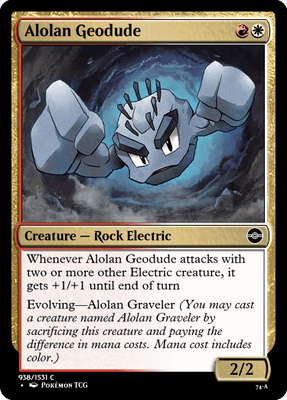 Alolan Geodude
Creature — Rock Electric
Whenever Alolan Geodude attacks with
two or more other Electric creature, it
gets +1/+1 until end of turn
Evolving—Alolan Graveler (You may cast
a creature named Alolan Graveler by
sacrificing this creature and paying the
difference in mana costs. Mana cost includes
color.)
2/2
938/1531 C
• Pokémon TCG
74-A